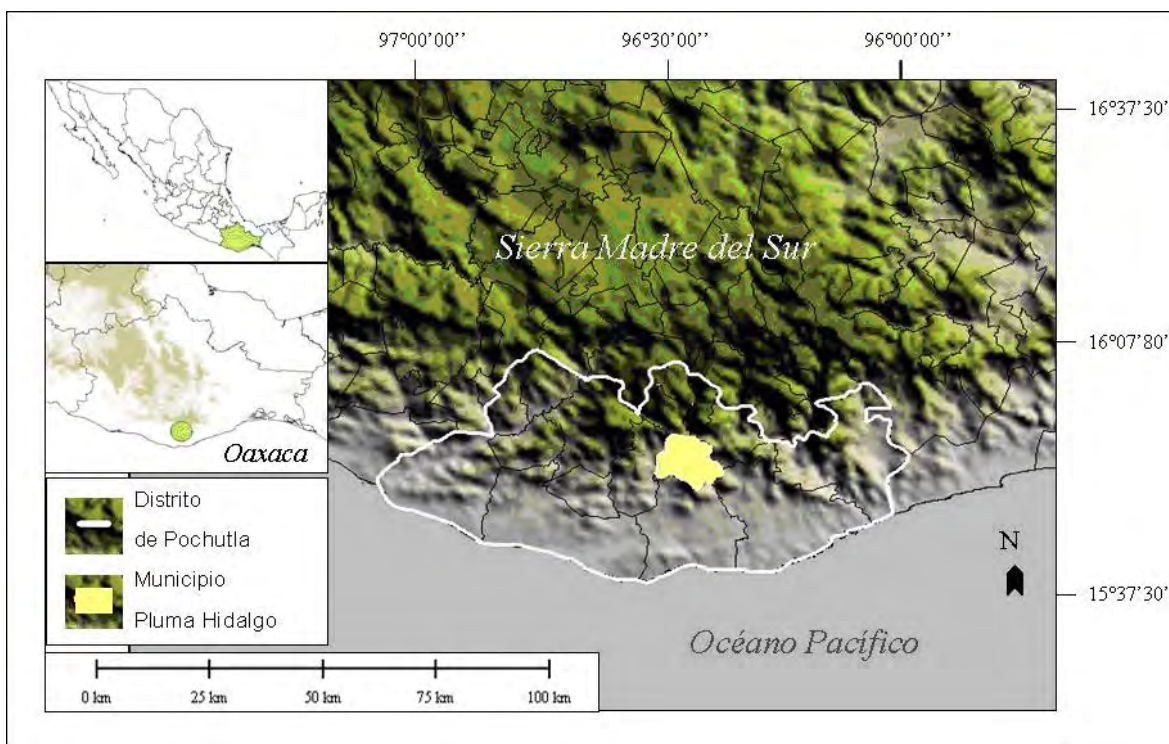 97°00'00'' 96°30'00'' 96°00'00''
16°37'30'
Sierra Madre del Sur
16°07'80'
Oaxaca
Distrito
de Pochutla
Municipio
Pluma Hidalgo
N
15°37'30'
Océano Pacífico
0 km 25 km 50 km 75 km 100 km